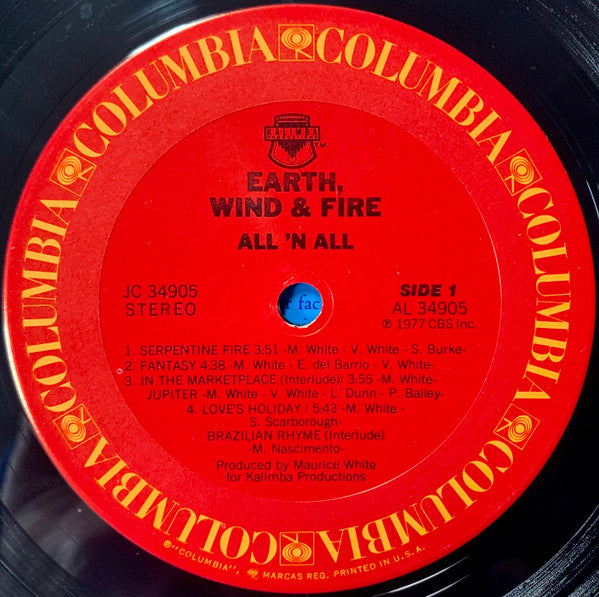 COLUMBIA COLUMBIA COLUMBIA COLUMBIA COLUMBIA COLUMBIA
TM
EARTH,
WIND & FIRE
ALL 'N ALL
JC 34905
STEREO
SIDE 1
AL 34905
℗ 1977 CBS Inc.
r fac
1. SERPENTINE FIRE 3:51 -M. White - V. White - S. Burke-
2. FANTASY 4:38 -M. White - E. del Barrio - V. White-
3. IN THE MARKETPLACE (Interlude)/ 3:55 -M. White-
JUPITER -M. White - V. White - L. Dunn - P. Bailey-
4. LOVE'S HOLIDAY / 5:43 -M. White -
S. Scarborough-
BRAZILIAN RHYME (Interlude)
-M. Nascimento-
Produced by Maurice White
for Kalimba Productions
®"COLUMBIA", MARCAS REG. PRINTED IN U.S.A.